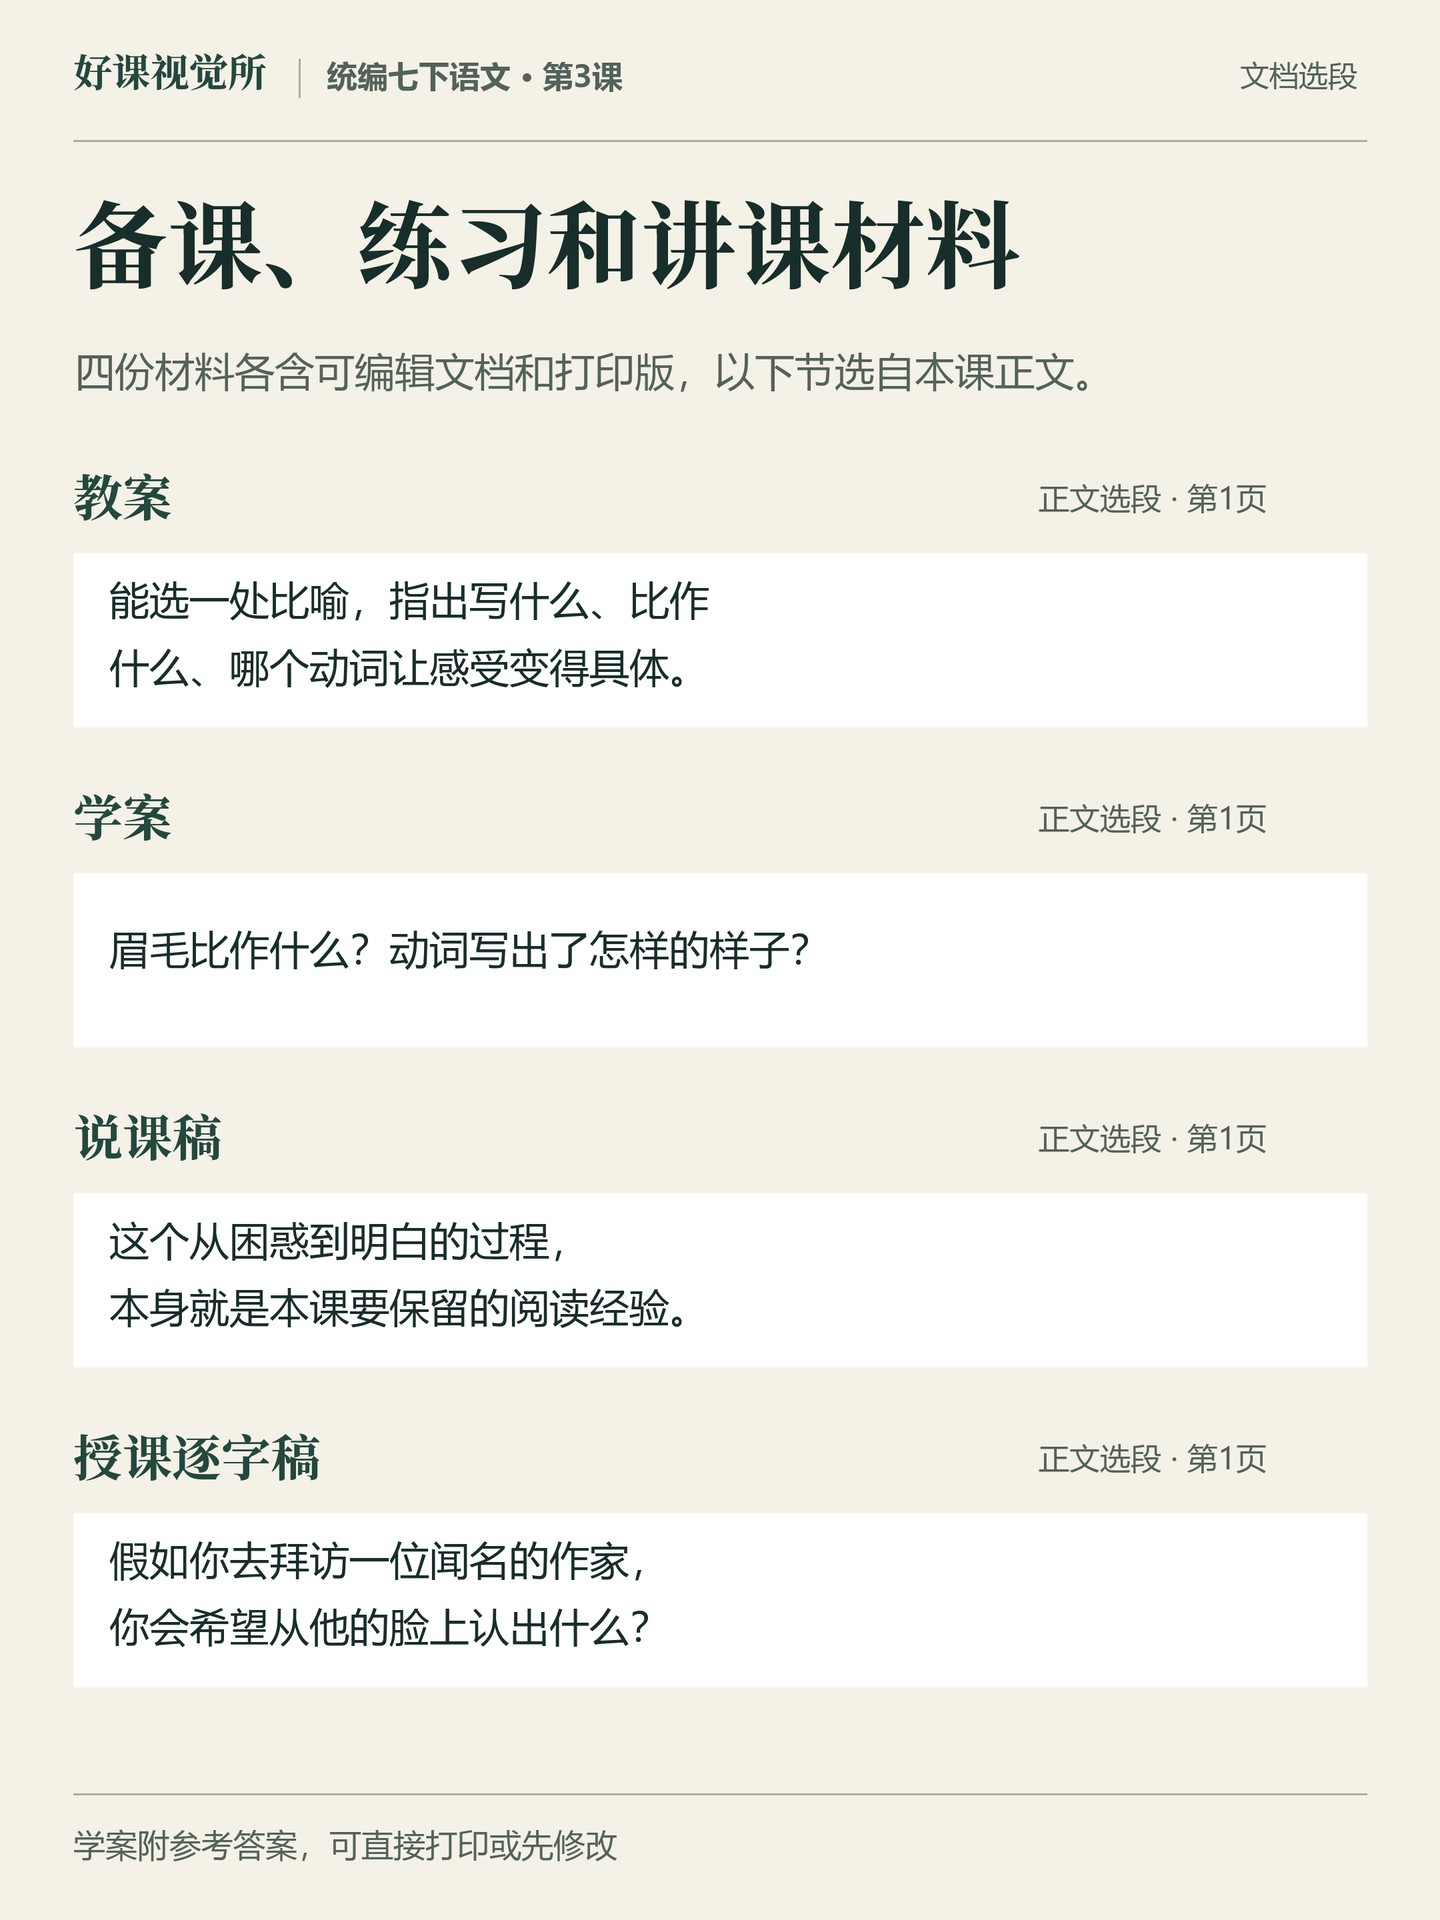 好课视觉所 统编七下语文·第3课 文档选段
备课、练习和讲课材料
四份材料各含可编辑文档和打印版，以下节选自本课正文。
教案 正文选段·第1页
能选一处比喻，指出写什么、比作
什么、哪个动词让感受变得具体。
学案 正文选段·第1页
眉毛比作什么？动词写出了怎样的样子？
说课稿 正文选段·第1页
这个从困惑到明白的过程，
本身就是本课要保留的阅读经验。
授课逐字稿 正文选段·第1页
假如你去拜访一位闻名的作家，
你会希望从他的脸上认出什么？
学案附参考答案，可直接打印或先修改